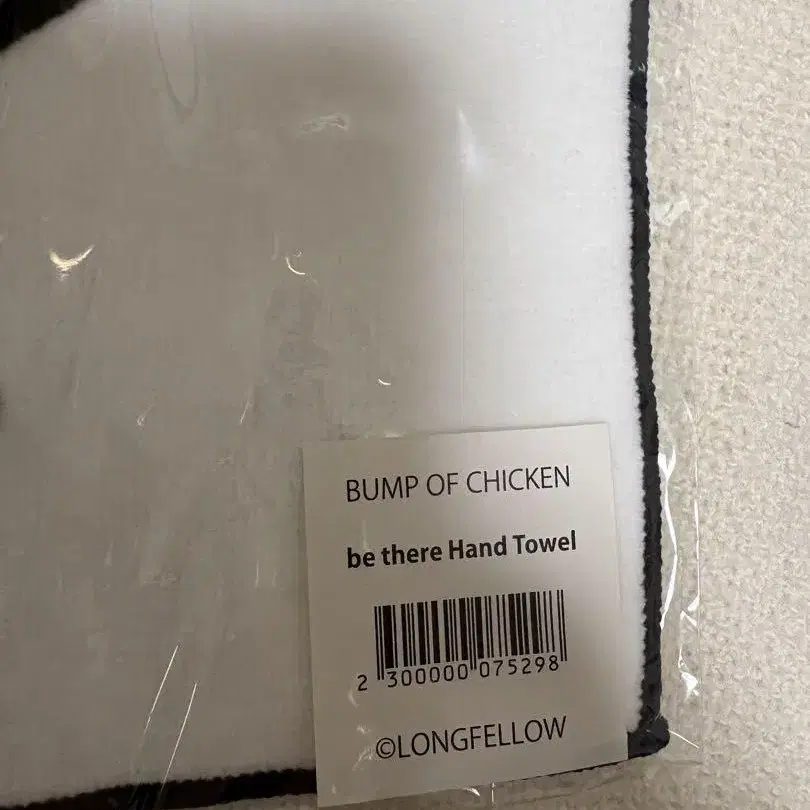 BUMP OF CHICKEN
be there Hand Towel
2 300000 075298
©LONGFELLOW